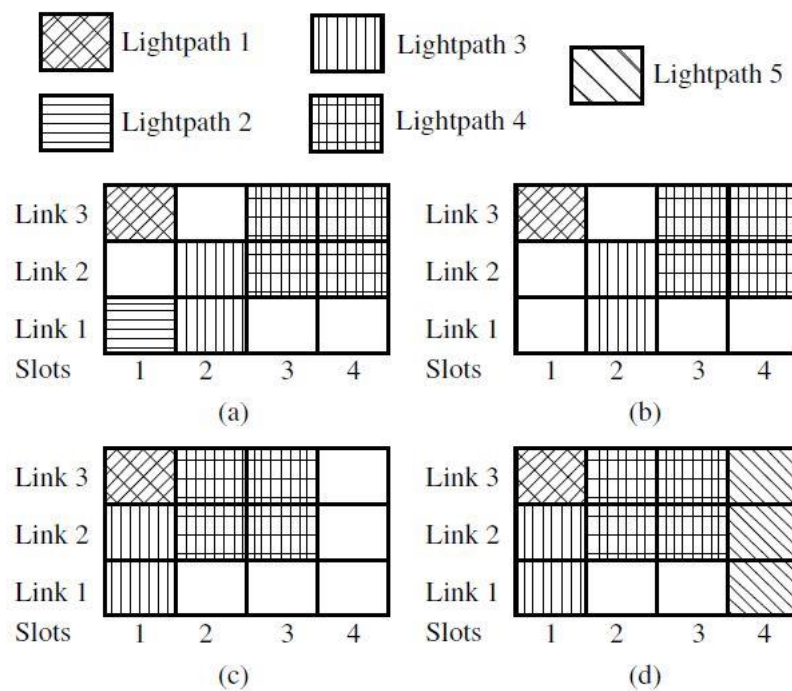 Lightpath 1
Lightpath 3
Lightpath 5
Lightpath 2
Lightpath 4
Link 3
Link 2
Link 1
Slots 1 2 3 4
(a)
Link 3
Link 2
Link 1
Slots 1 2 3 4
(b)
Link 3
Link 2
Link 1
Slots 1 2 3 4
(c)
Link 3
Link 2
Link 1
Slots 1 2 3 4
(d)